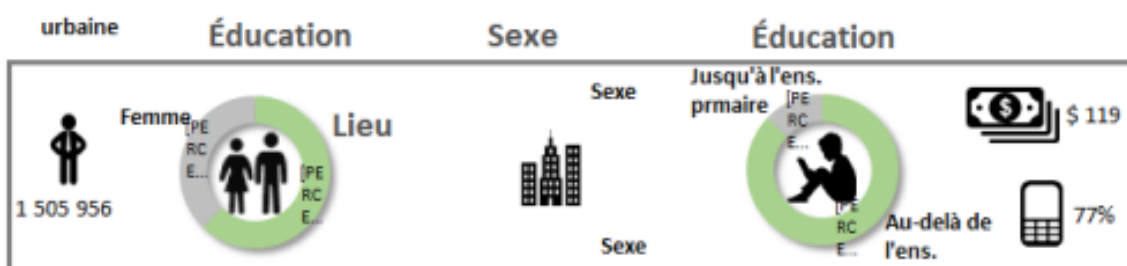 urbaine
Éducation
Sexe
Éducation
Femme
[PE
RC
E...
[PE
RC
E...
Lieu
1 505 956
Sexe
Sexe
Jusqu'à l'ens.
prmaire
[PE
RC
E...
[PE
RC
E...
Au-delà de
l'ens.
$ 119
77%